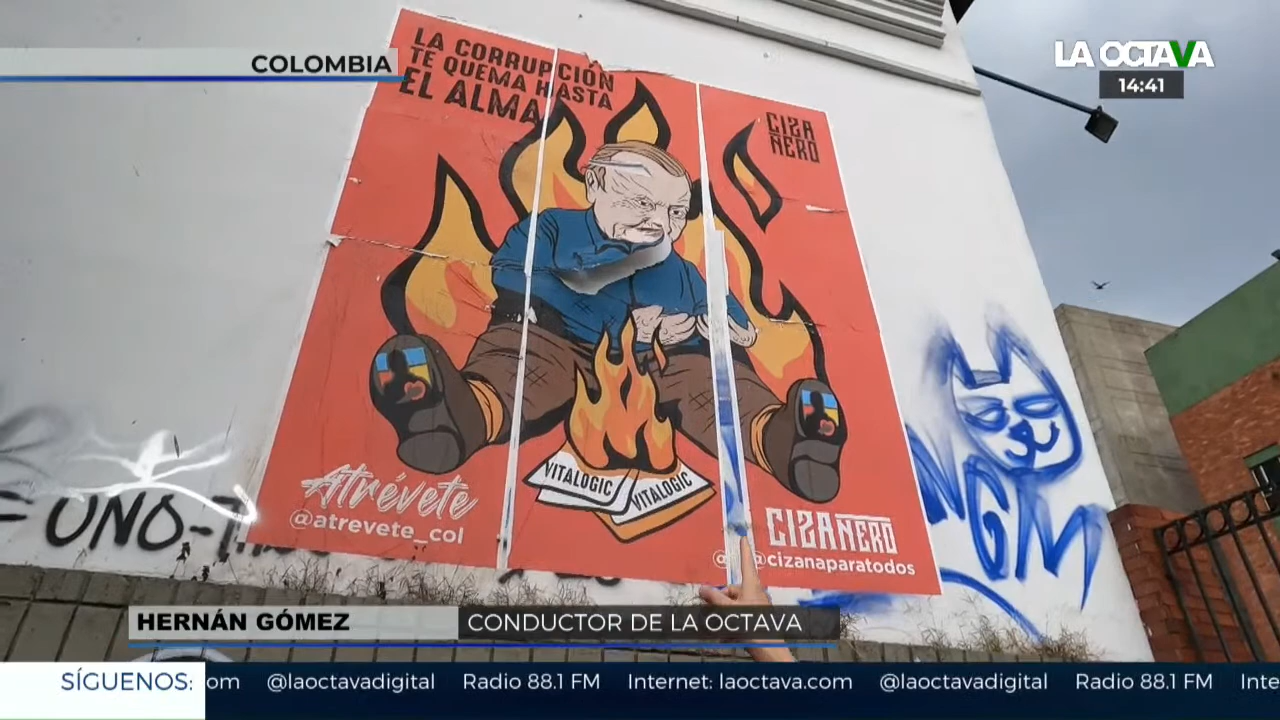 COLOMBIA
LA OCTAVA
14:41
LA CORRUPCIÓN
TE QUEMA HASTA
EL ALMA
CIZA
ÑERO
VITALOGIC
VITALOGIC
Atrévete
@atrevete_col
CIZAÑERO
@cizanaparatodos
= UNO-
NGM
HERNÁN GÓMEZ
CONDUCTOR DE LA OCTAVA
SÍGUENOS:
om @laoctavadigital Radio 88.1 FM Internet: laoctava.com @laoctavadigital Radio 88.1 FM Inte